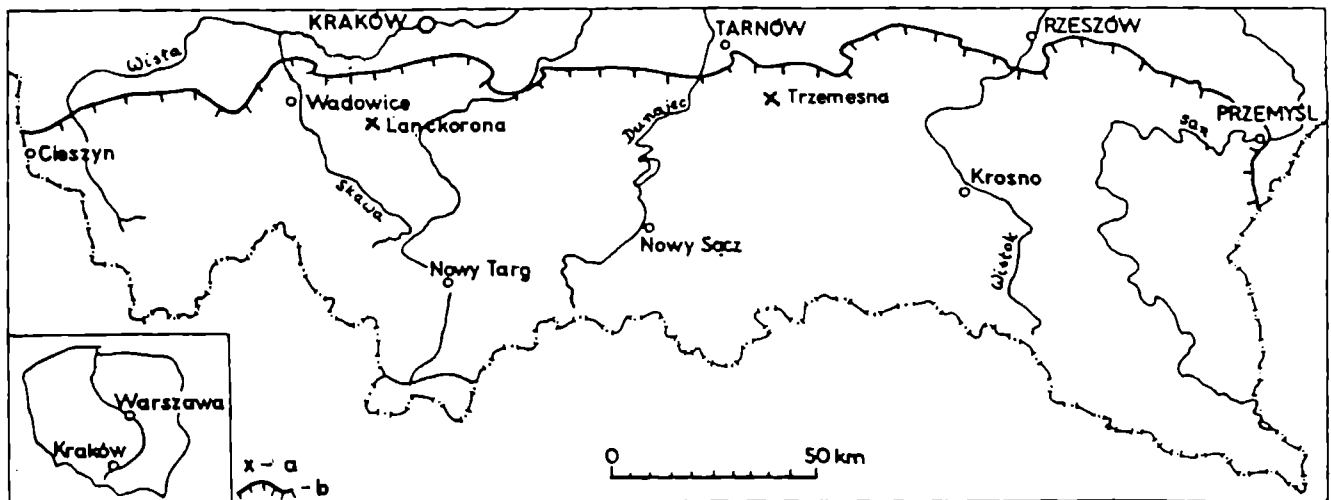 KRAKÓW
TARNÓW
RZESZÓW
Wisła
Wadowice
Lanckorona
Trzemesna
Dunajec
PRZEMYŚL
San
Cieszyn
Skawa
Krosno
Nowy Sącz
Nowy Targ
Wisłok
Warszawa
Kraków
x - a
- b
0 50 km